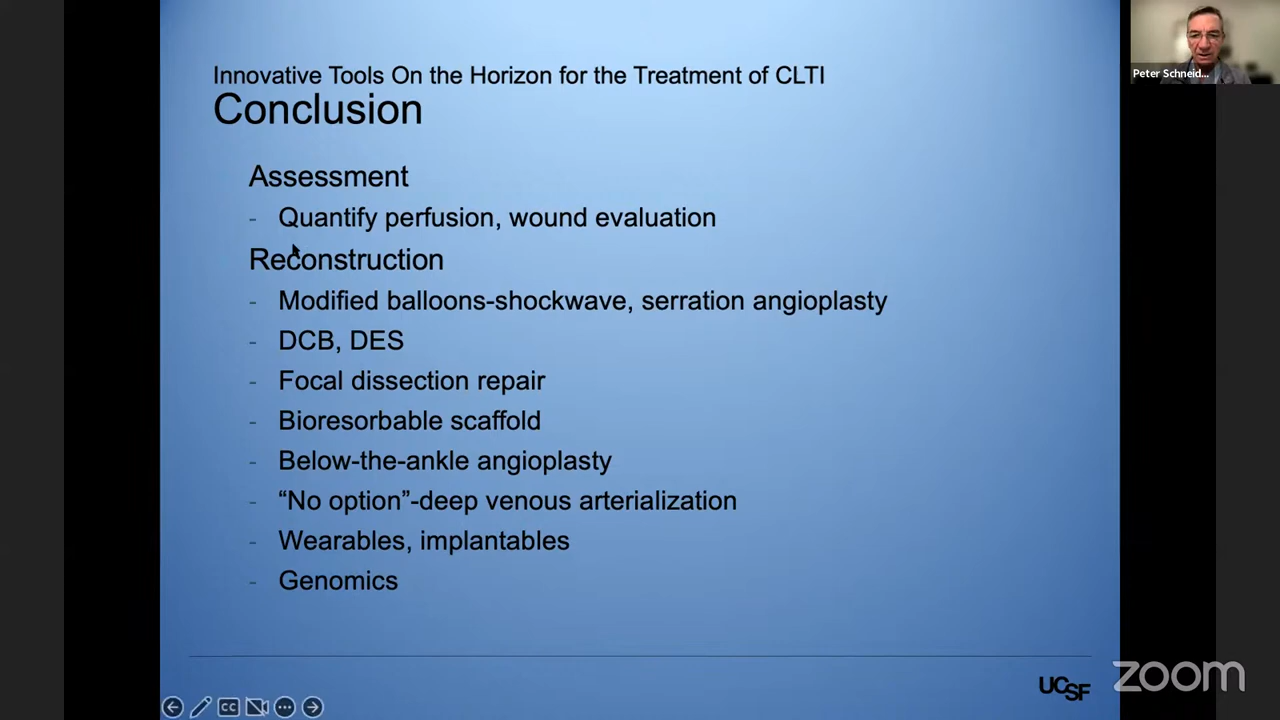 Innovative Tools On the Horizon for the Treatment of CLTI
Conclusion
Assessment
- Quantify perfusion, wound evaluation
Reconstruction
- Modified balloons-shockwave, serration angioplasty
- DCB, DES
- Focal dissection repair
- Bioresorbable scaffold
- Below-the-ankle angioplasty
- “No option”-deep venous arterialization
- Wearables, implantables
- Genomics
Peter Schneid...
CC
UCSF
zoom